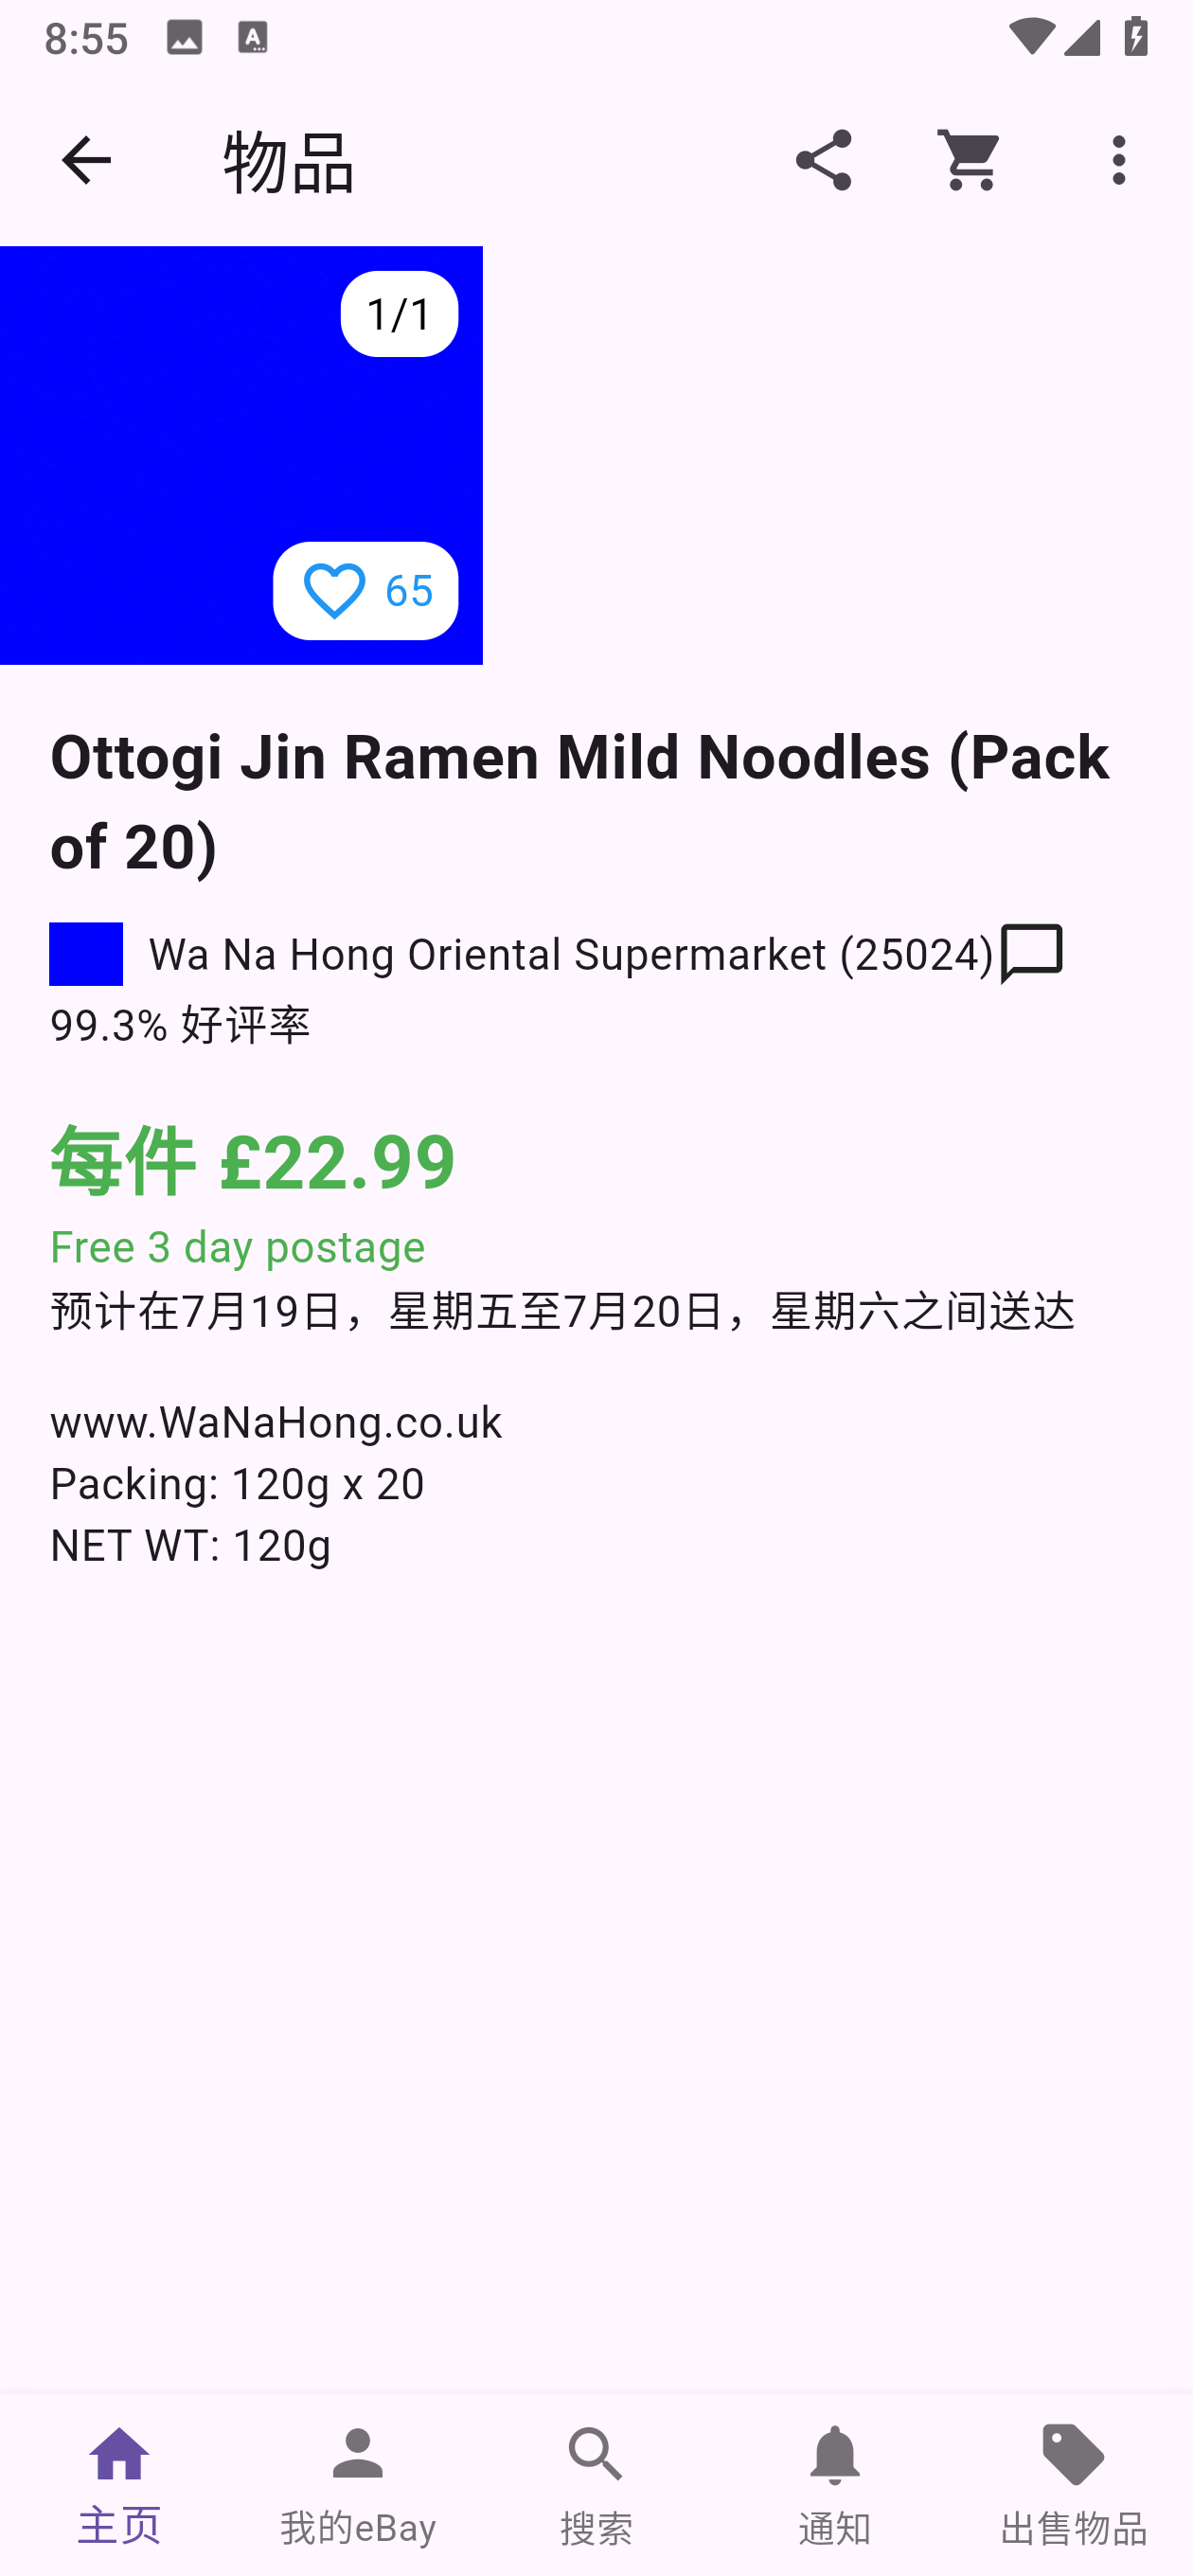 8:55
物品
1/1
65
Ottogi Jin Ramen Mild Noodles (Pack
of 20)
Wa Na Hong Oriental Supermarket (25024)
99.3% 好评率
每件 £22.99
Free 3 day postage
预计在7月19日，星期五至7月20日，星期六之间送达
www.WaNaHong.co.uk
Packing: 120g x 20
NET WT: 120g
主页 我的eBay 搜索 通知 出售物品